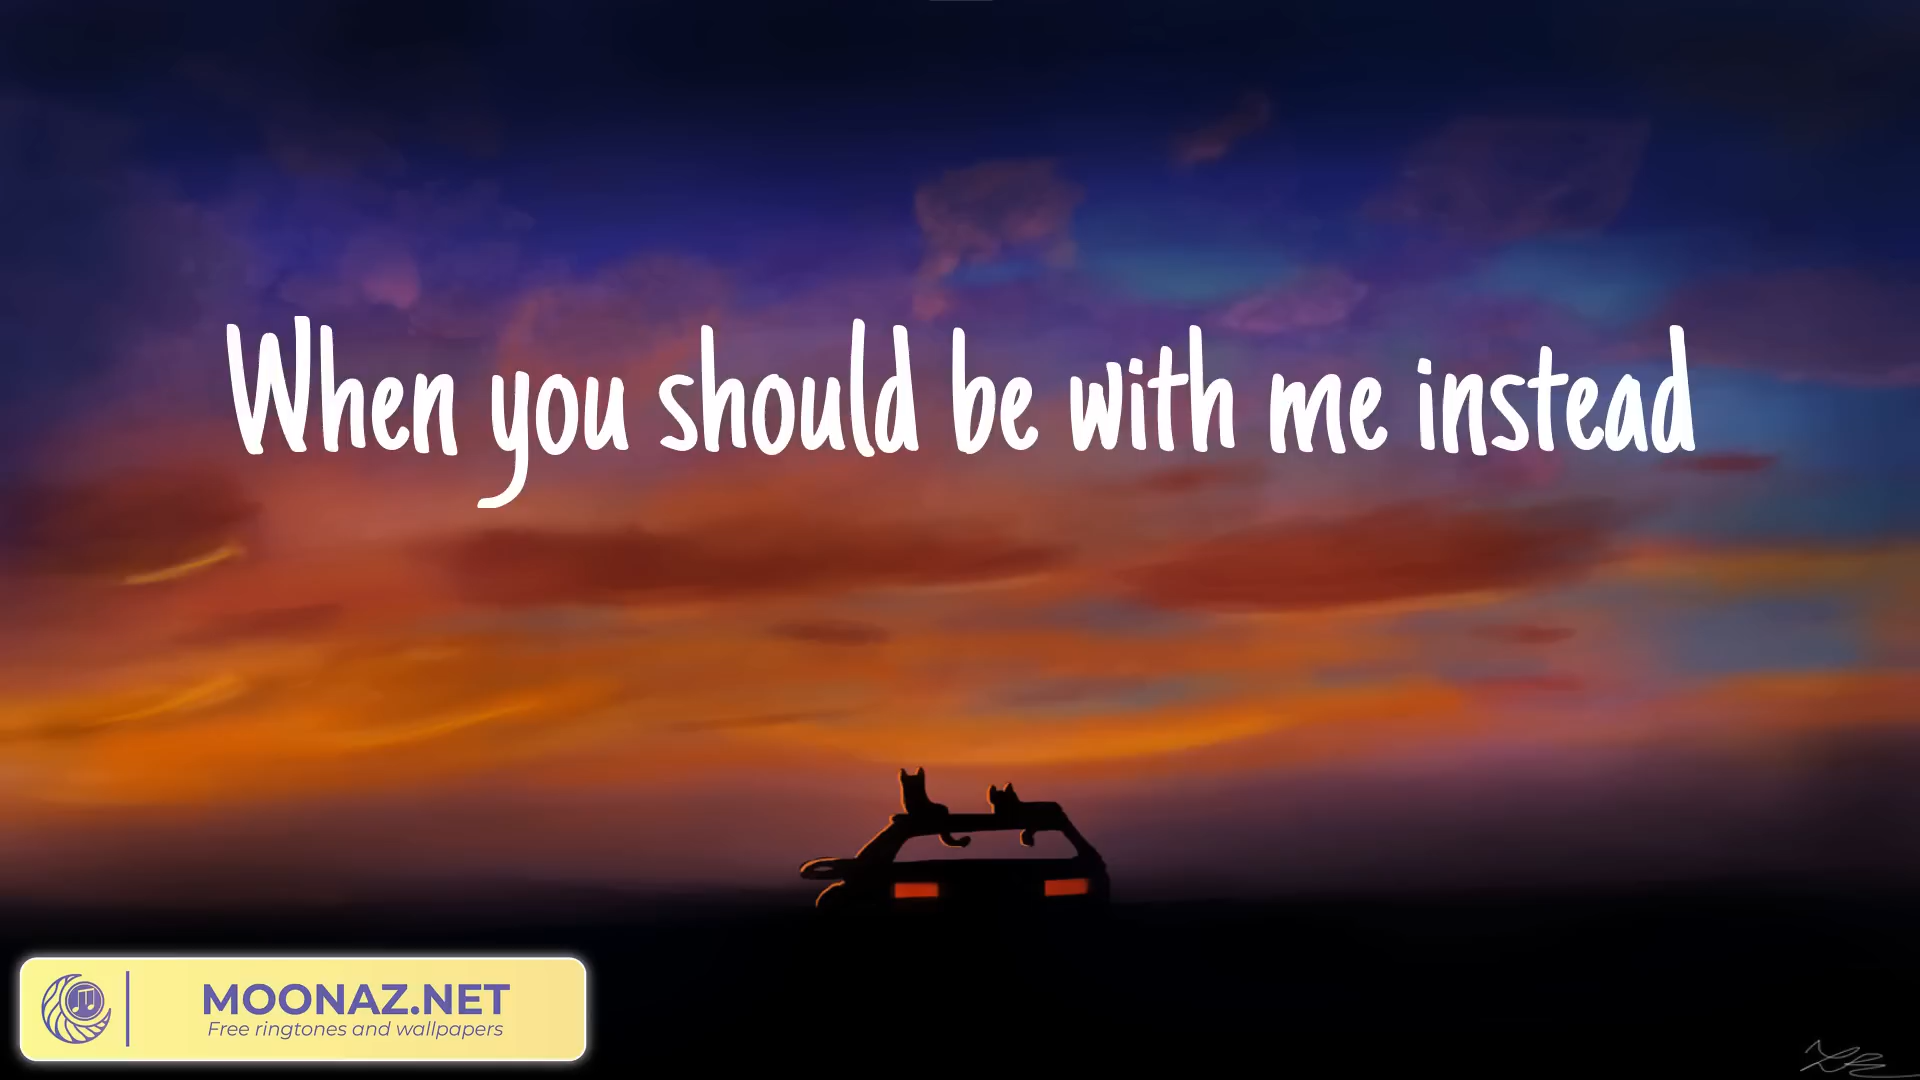 When you should be with me instead
MOONAZ.NET
Free ringtones and wallpapers